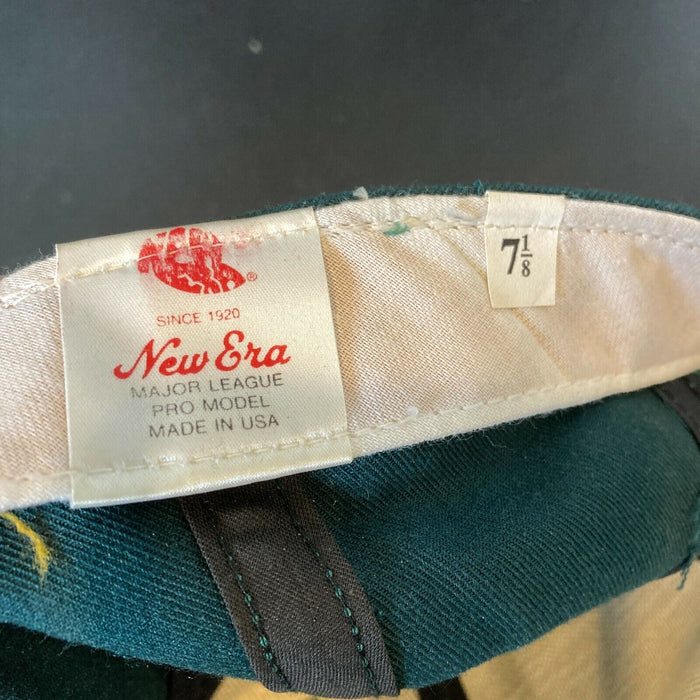 ®
SINCE 1920
New Era
MAJOR LEAGUE
PRO MODEL
MADE IN USA
7 1/8